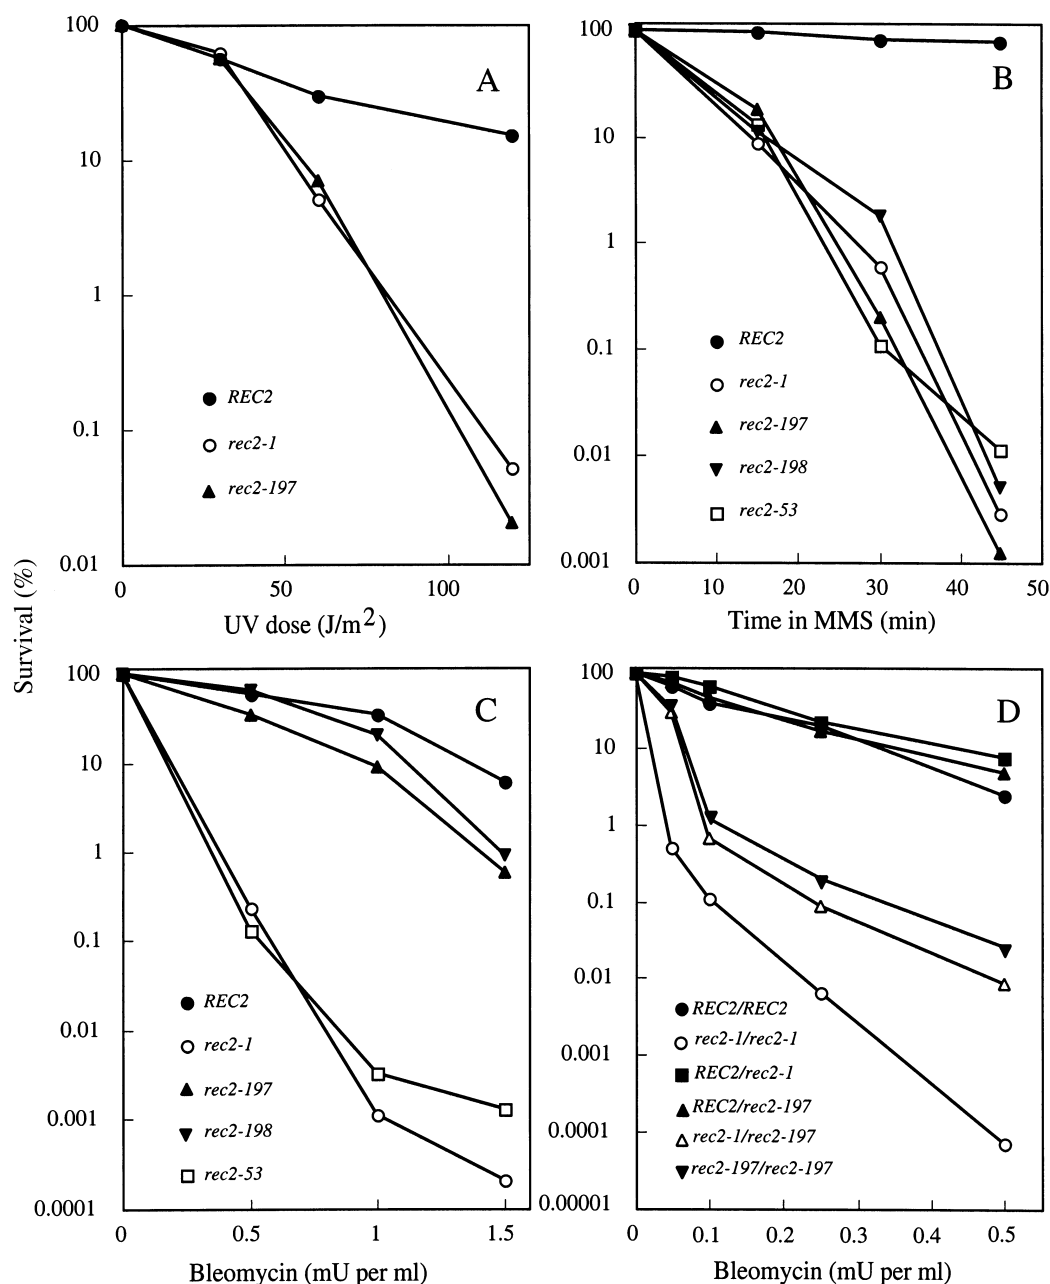 100
10
1
0.1
0.01
A
REC2
rec2-1
rec2-197
0
50
100
UV dose (J/m2)
100
10
1
0.1
0.01
0.001
B
REC2
rec2-1
rec2-197
rec2-198
rec2-53
0
10
20
30
40
50
Time in MMS (min)
Survival (%)
100
10
1
0.1
0.01
0.001
0.0001
C
REC2
rec2-1
rec2-197
rec2-198
rec2-53
0
0.5
1
1.5
Bleomycin (mU per ml)
100
10
1
0.1
0.01
0.001
0.0001
0.00001
D
REC2/REC2
rec2-1/rec2-1
REC2/rec2-1
REC2/rec2-197
rec2-1/rec2-197
rec2-197/rec2-197
0
0.1
0.2
0.3
0.4
0.5
Bleomycin (mU per ml)